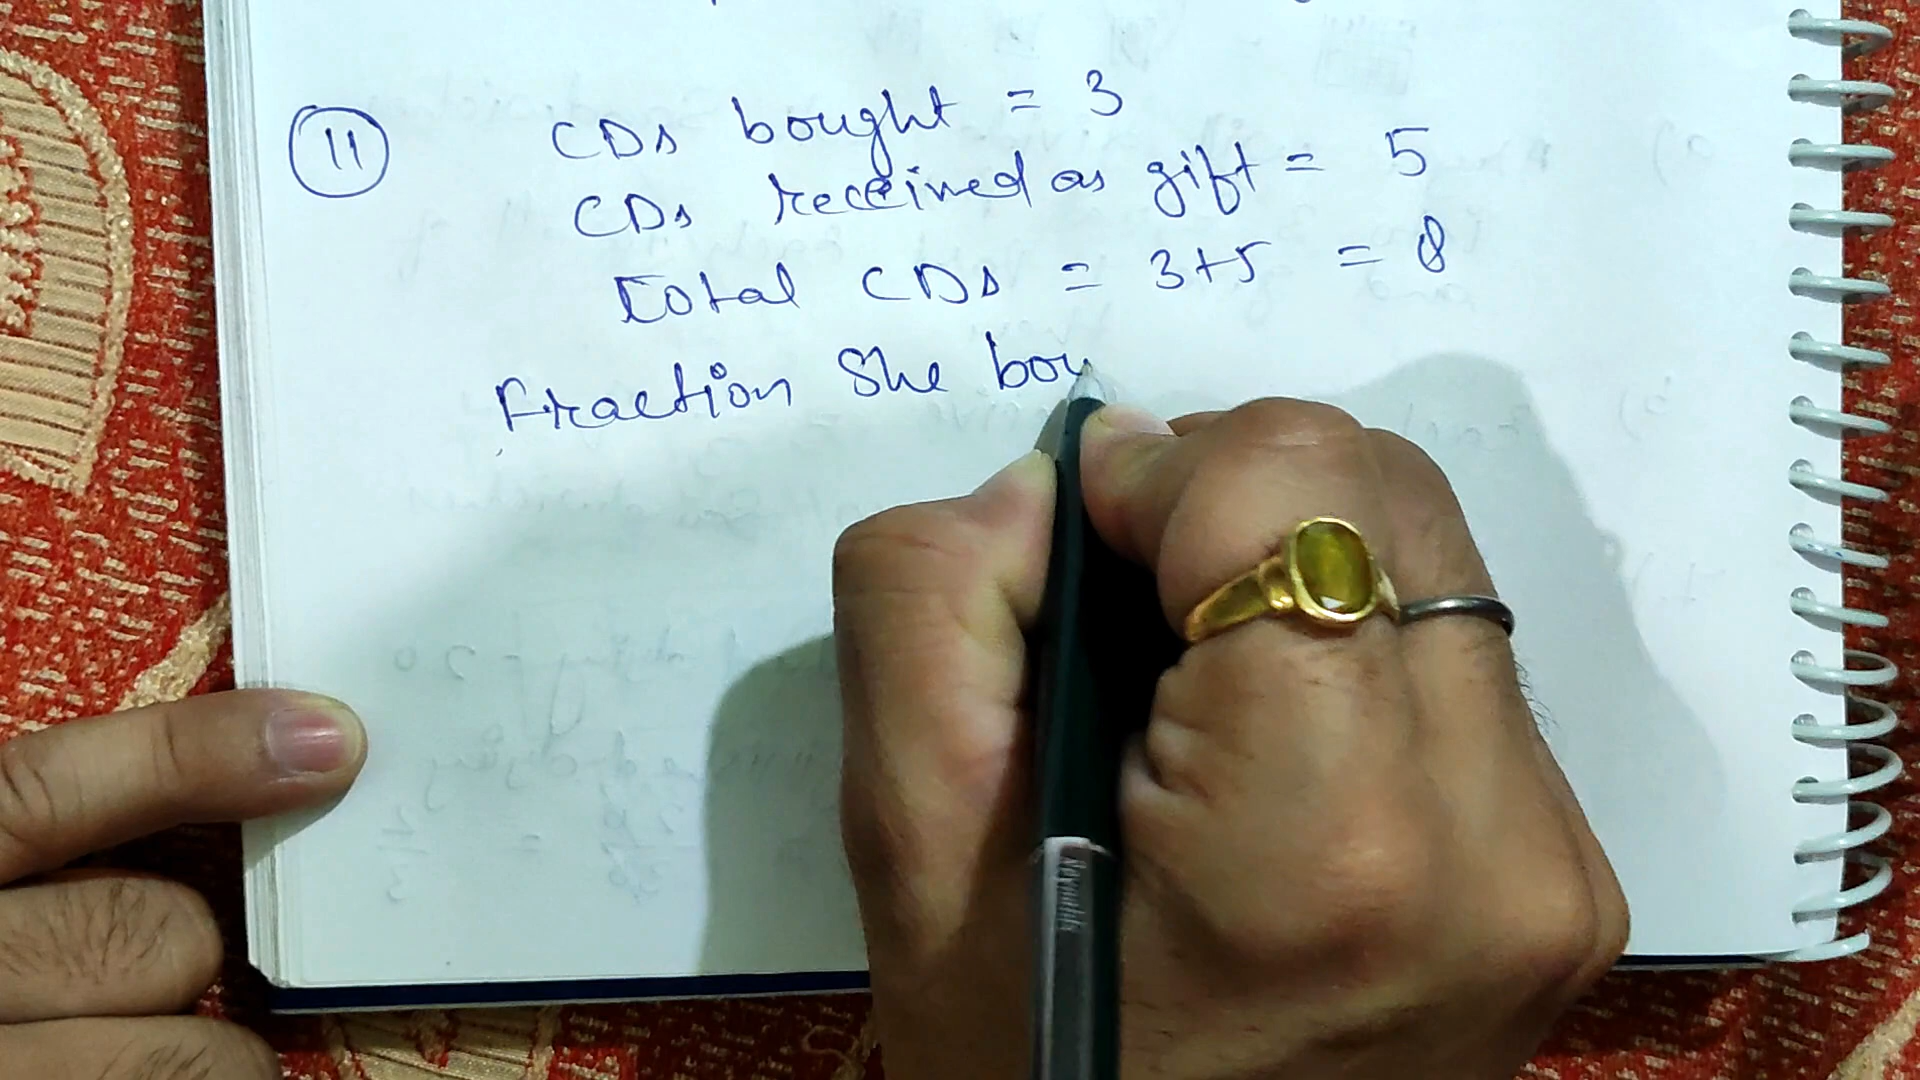 11 CDs bought = 3
CDs received as gift = 5
Total CDs = 3+5 = 8
Fraction She bou